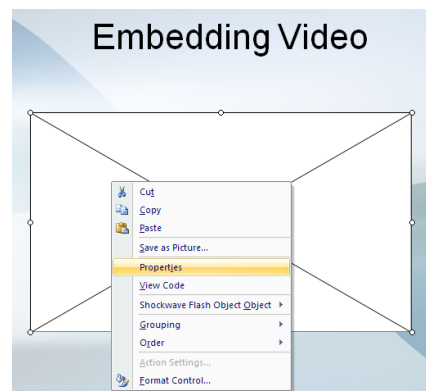 Embedding Video
Cut
Copy
Paste
Save as Picture...
Properties
View Code
Shockwave Flash Object Object
Grouping
Order
Action Settings...
Format Control...